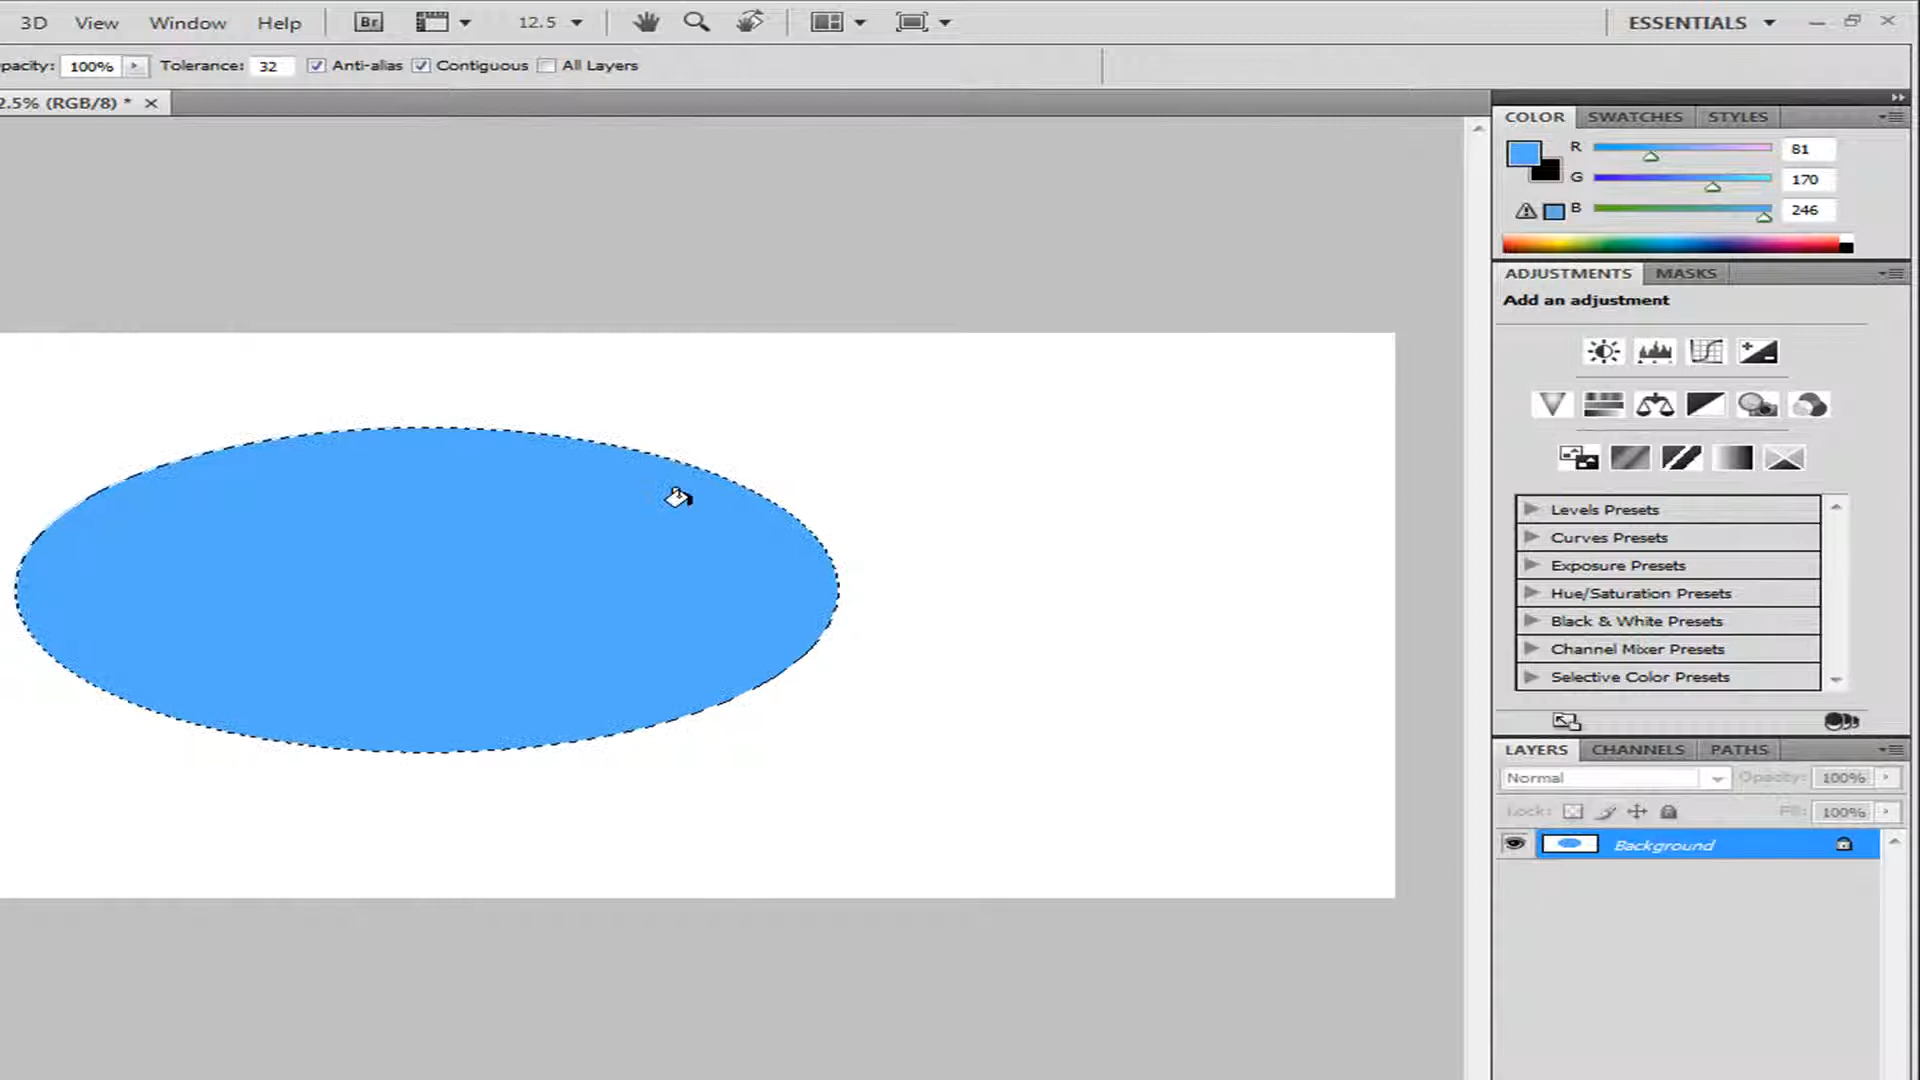 3D View Window Help Br 12.5 ESSENTIALS
pacity: 100% Tolerance: 32 Anti-alias Contiguous All Layers
2.5% (RGB/8) *
COLOR SWATCHES STYLES
R 81
G 170
B 246
ADJUSTMENTS MASKS
Add an adjustment
Levels Presets
Curves Presets
Exposure Presets
Hue/Saturation Presets
Black & White Presets
Channel Mixer Presets
Selective Color Presets
LAYERS CHANNELS PATHS
Normal Opacity: 100%
Lock: Fill: 100%
Background